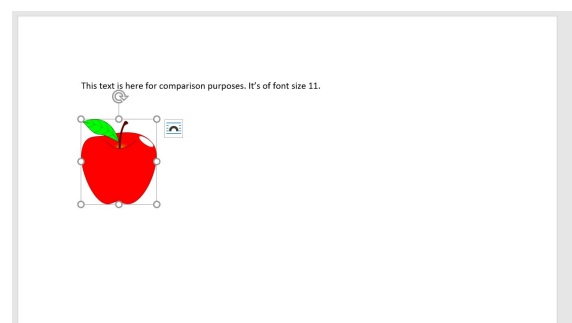 This text is here for comparison purposes. It’s of font size 11.